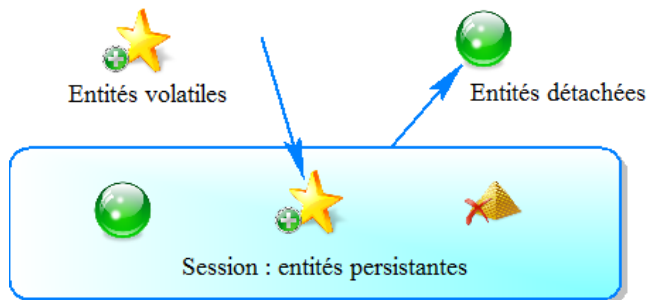 Entités volatiles
Entités détachées
Session : entités persistantes